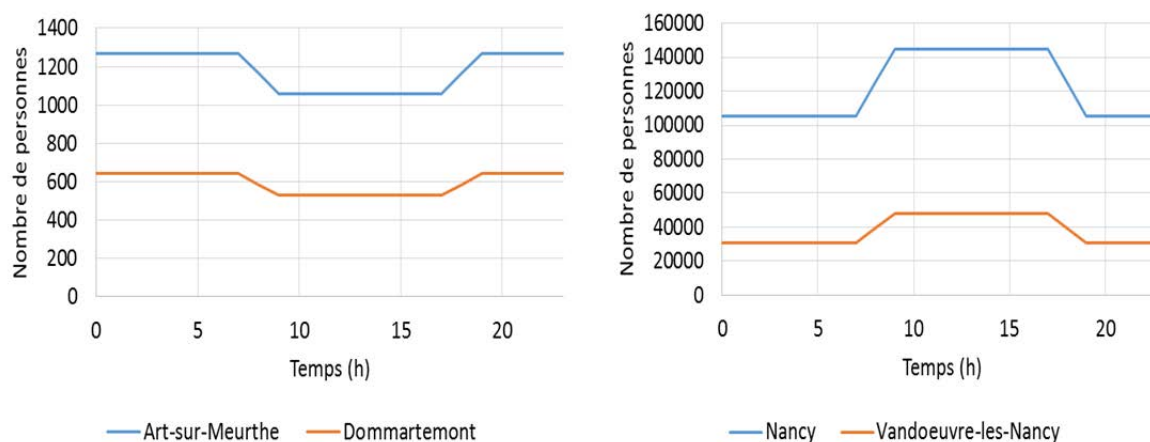 Nombre de personnes
1400
1200
1000
800
600
400
200
0
0 5 10 15 20
Temps (h)
Art-sur-Meurthe Dommartemont
Nombre de personnes
160000
140000
120000
100000
80000
60000
40000
20000
0
0 5 10 15 20
Temps (h)
Nancy Vandoeuvre-les-Nancy